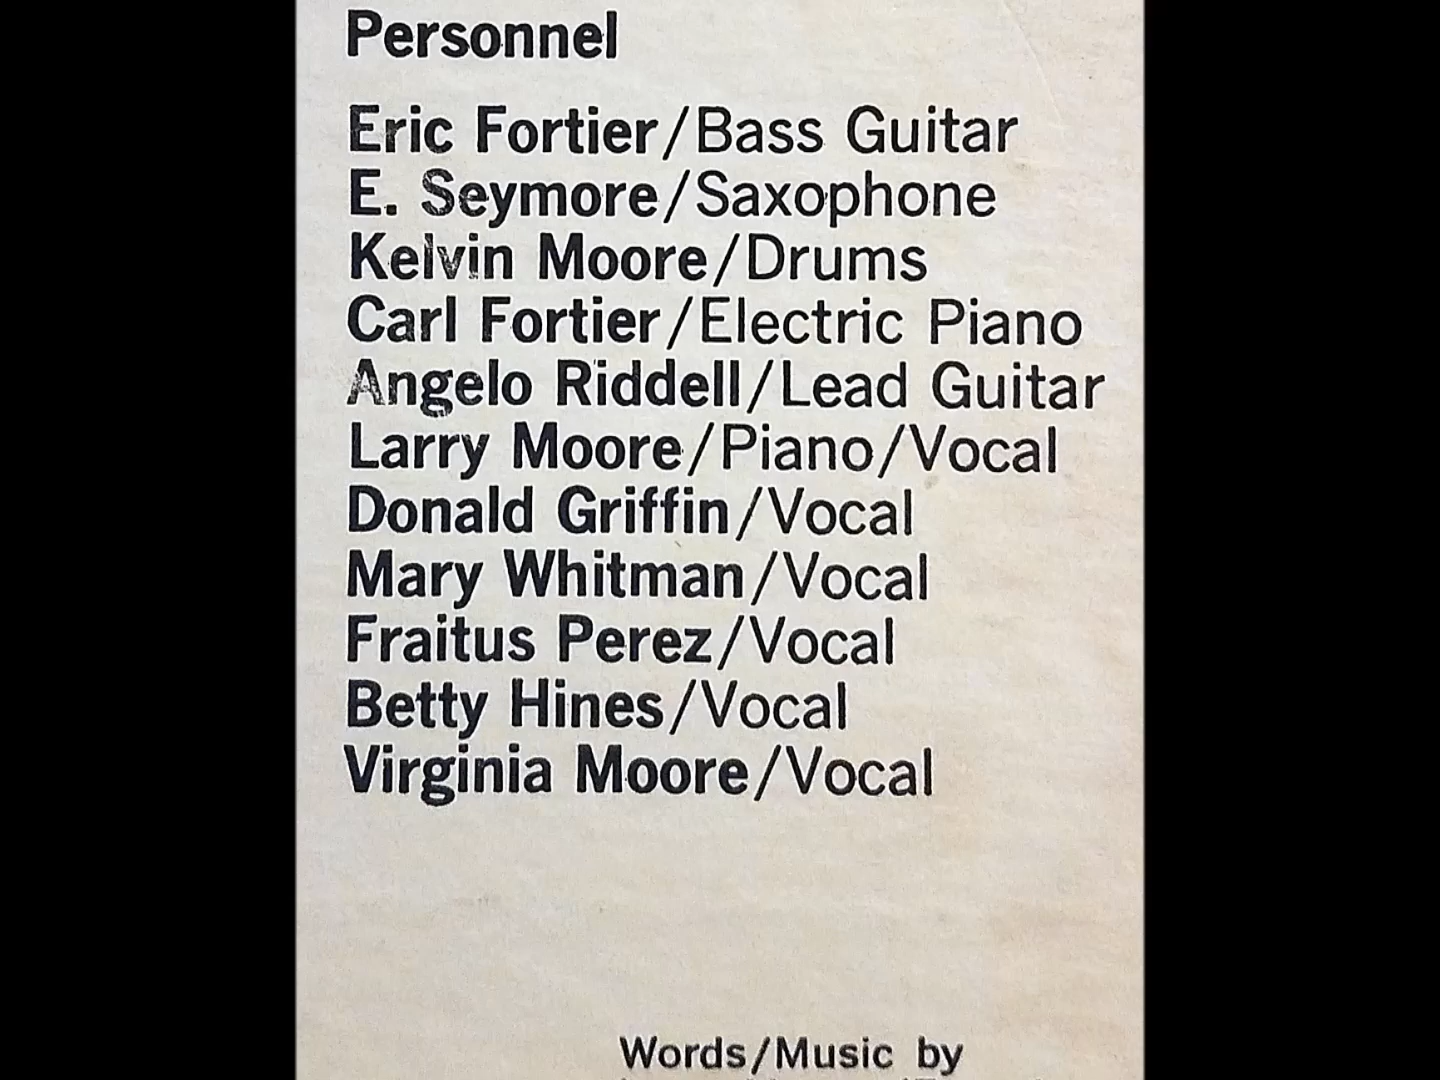 Personnel
Eric Fortier/Bass Guitar
E. Seymore/Saxophone
Kelvin Moore/Drums
Carl Fortier/Electric Piano
Angelo Riddell/Lead Guitar
Larry Moore/Piano/Vocal
Donald Griffin/Vocal
Mary Whitman/Vocal
Fraitus Perez/Vocal
Betty Hines/Vocal
Virginia Moore/Vocal
Words/Music by